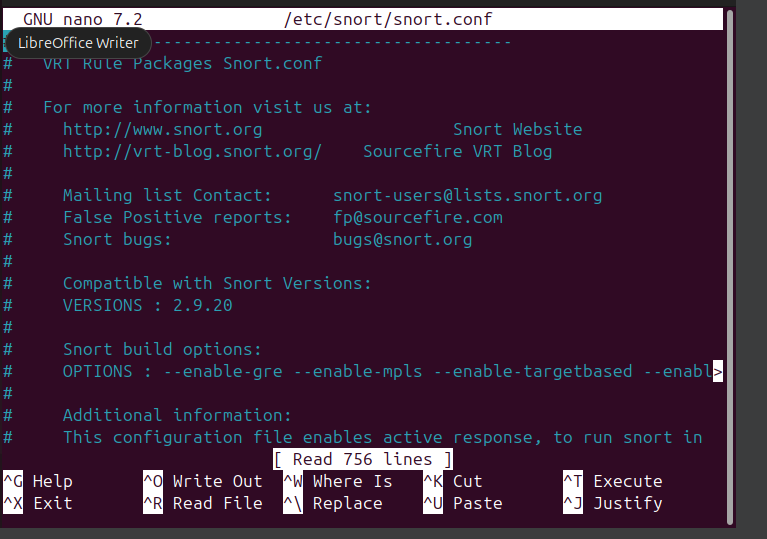 GNU nano 7.2 /etc/snort/snort.conf
LibreOffice Writer -----------------------------------
# VRT Rule Packages Snort.conf
#
# For more information visit us at:
# http://www.snort.org Snort Website
# http://vrt-blog.snort.org/ Sourcefire VRT Blog
#
# Mailing list Contact: snort-users@lists.snort.org
# False Positive reports: fp@sourcefire.com
# Snort bugs: bugs@snort.org
#
# Compatible with Snort Versions:
# VERSIONS : 2.9.20
#
# Snort build options:
# OPTIONS : --enable-gre --enable-mpls --enable-targetbased --enabl>
#
# Additional information:
# This configuration file enables active response, to run snort in
[ Read 756 lines ]
^G Help ^O Write Out ^W Where Is ^K Cut ^T Execute
^X Exit ^R Read File ^\ Replace ^U Paste ^J Justify